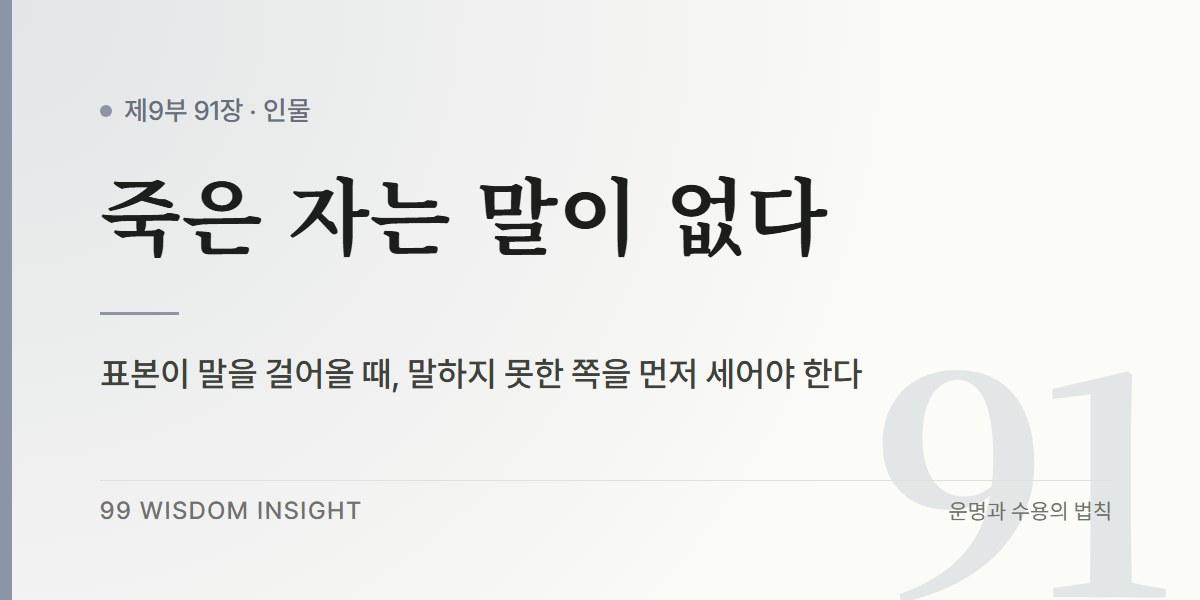 제9부 91장 · 인물
죽은 자는 말이 없다
표본이 말을 걸어올 때, 말하지 못한 쪽을 먼저 세어야 한다
99 WISDOM INSIGHT
운명과 수용의 법칙
91